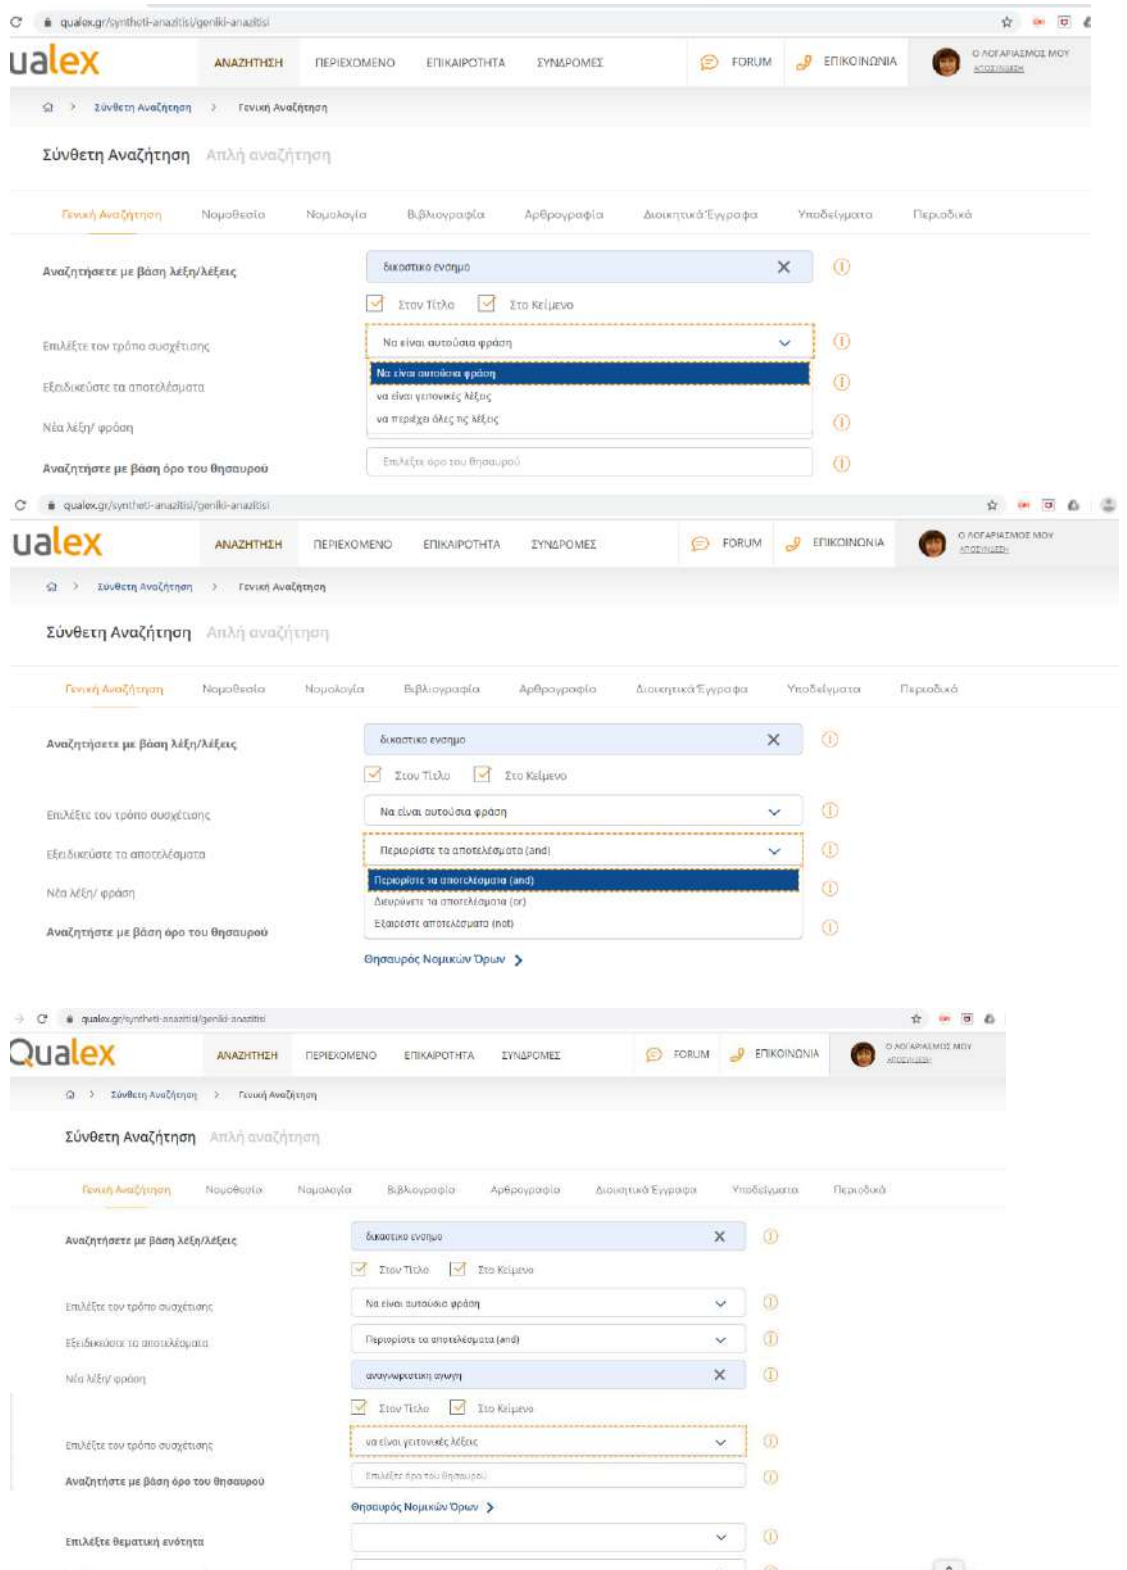 qualex.gr/syntheti-anazitisi/geniki-anazitisi
ualex ΑΝΑΖΗΤΗΣΗ ΠΕΡΙΕΧΟΜΕΝΟ ΕΠΙΚΑΙΡΟΤΗΤΑ ΣΥΝΔΡΟΜΕΣ FORUM ΕΠΙΚΟΙΝΩΝΙΑ Ο ΛΟΓΑΡΙΑΣΜΟΣ ΜΟΥ
ΑΠΟΣΥΝΔΕΣΗ
> Σύνθετη Αναζήτηση > Γενική Αναζήτηση
Σύνθετη Αναζήτηση Απλή αναζήτηση
Γενική Αναζήτηση Νομοθεσία Νομολογία Βιβλιογραφία Αρθρογραφία Διοικητικά Έγγραφα Υποδείγματα Περιοδικά
Αναζητήσετε με βάση λέξη/λέξεις δικαστικο ενσημο
Στον Τίτλο Στο Κείμενο
Επιλέξτε τον τρόπο συσχέτισης Να είναι αυτούσια φράση
Να είναι αυτούσια φράση
Εξειδικεύστε τα αποτελέσματα
να είναι γειτονικές λέξεις
να περιέχει όλες τις λέξεις
Νέα λέξη/ φράση
Αναζητήστε με βάση όρο του θησαυρού Επιλέξτε όρο του θησαυρού
qualex.gr/syntheti-anazitisi/geniki-anazitisi
ualex ΑΝΑΖΗΤΗΣΗ ΠΕΡΙΕΧΟΜΕΝΟ ΕΠΙΚΑΙΡΟΤΗΤΑ ΣΥΝΔΡΟΜΕΣ FORUM ΕΠΙΚΟΙΝΩΝΙΑ Ο ΛΟΓΑΡΙΑΣΜΟΣ ΜΟΥ
ΑΠΟΣΥΝΔΕΣΗ
> Σύνθετη Αναζήτηση > Γενική Αναζήτηση
Σύνθετη Αναζήτηση Απλή αναζήτηση
Γενική Αναζήτηση Νομοθεσία Νομολογία Βιβλιογραφία Αρθρογραφία Διοικητικά Έγγραφα Υποδείγματα Περιοδικά
Αναζητήσετε με βάση λέξη/λέξεις δικαστικο ενσημο
Στον Τίτλο Στο Κείμενο
Επιλέξτε τον τρόπο συσχέτισης Να είναι αυτούσια φράση
Εξειδικεύστε τα αποτελέσματα Περιορίστε τα αποτελέσματα (and)
Περιορίστε τα αποτελέσματα (and)
Νέα λέξη/ φράση
Διευρύνετε τα αποτελέσματα (or)
Εξαιρέστε αποτελέσματα (not)
Αναζητήστε με βάση όρο του θησαυρού
Θησαυρός Νομικών Όρων >
qualex.gr/syntheti-anazitisi/geniki-anazitisi
Qualex ΑΝΑΖΗΤΗΣΗ ΠΕΡΙΕΧΟΜΕΝΟ ΕΠΙΚΑΙΡΟΤΗΤΑ ΣΥΝΔΡΟΜΕΣ FORUM ΕΠΙΚΟΙΝΩΝΙΑ Ο ΛΟΓΑΡΙΑΣΜΟΣ ΜΟΥ
ΑΠΟΣΥΝΔΕΣΗ
> Σύνθετη Αναζήτηση > Γενική Αναζήτηση
Σύνθετη Αναζήτηση Απλή αναζήτηση
Γενική Αναζήτηση Νομοθεσία Νομολογία Βιβλιογραφία Αρθρογραφία Διοικητικά Έγγραφα Υποδείγματα Περιοδικά
Αναζητήσετε με βάση λέξη/λέξεις δικαστικο ενσημο
Στον Τίτλο Στο Κείμενο
Επιλέξτε τον τρόπο συσχέτισης Να είναι αυτούσια φράση
Εξειδικεύστε τα αποτελέσματα Περιορίστε τα αποτελέσματα (and)
Νέα λέξη/ φράση αναγνωριστικη αγωγη
Στον Τίτλο Στο Κείμενο
Επιλέξτε τον τρόπο συσχέτισης να είναι γειτονικές λέξεις
Αναζητήστε με βάση όρο του θησαυρού Επιλέξτε όρο του θησαυρού
Θησαυρός Νομικών Όρων >
Επιλέξτε θεματική ενότητα